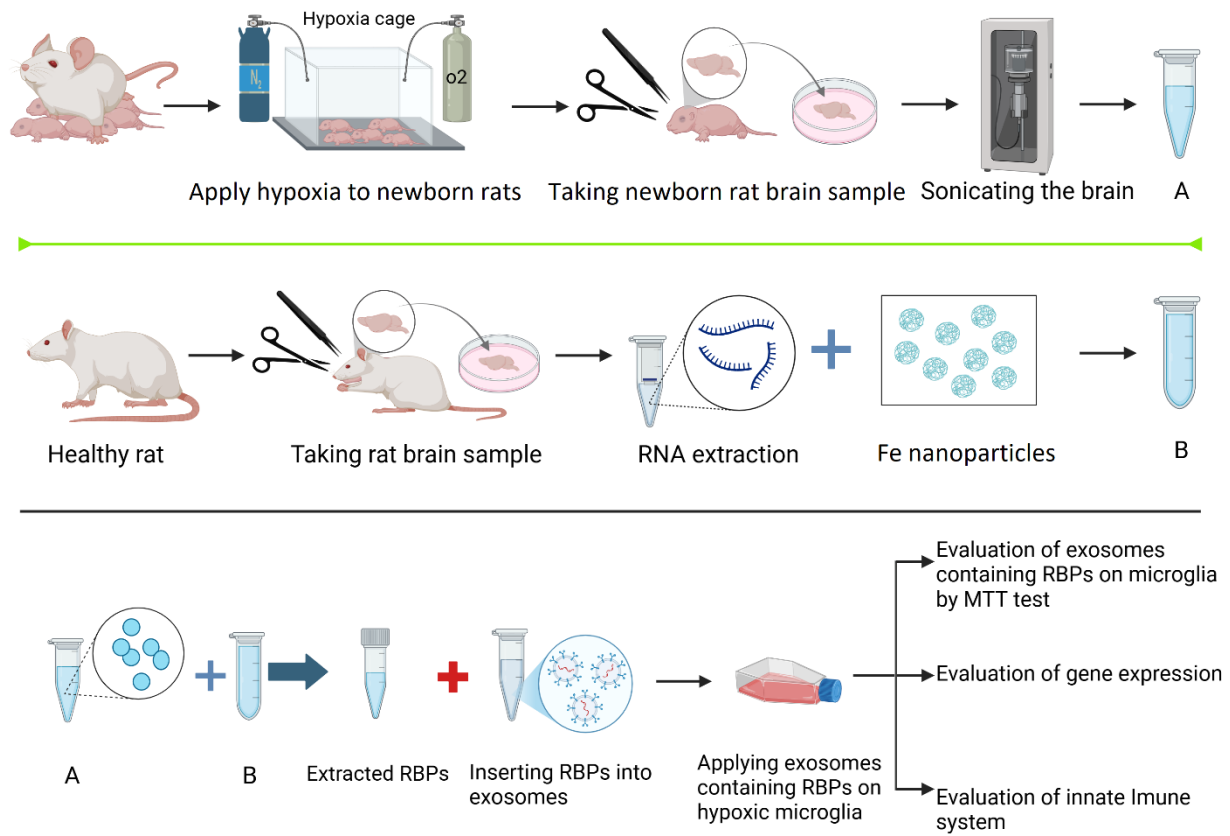 Hypoxia cage
N2
o2
Apply hypoxia to newborn rats
Taking newborn rat brain sample
Sonicating the brain
A
Healthy rat
Taking rat brain sample
RNA extraction
Fe nanoparticles
B
A
B
Extracted RBPs
Inserting RBPs into
exosomes
Applying exosomes
containing RBPs on
hypoxic microglia
Evaluation of exosomes
containing RBPs on microglia
by MTT test
Evaluation of gene expression
Evaluation of innate Imune
system